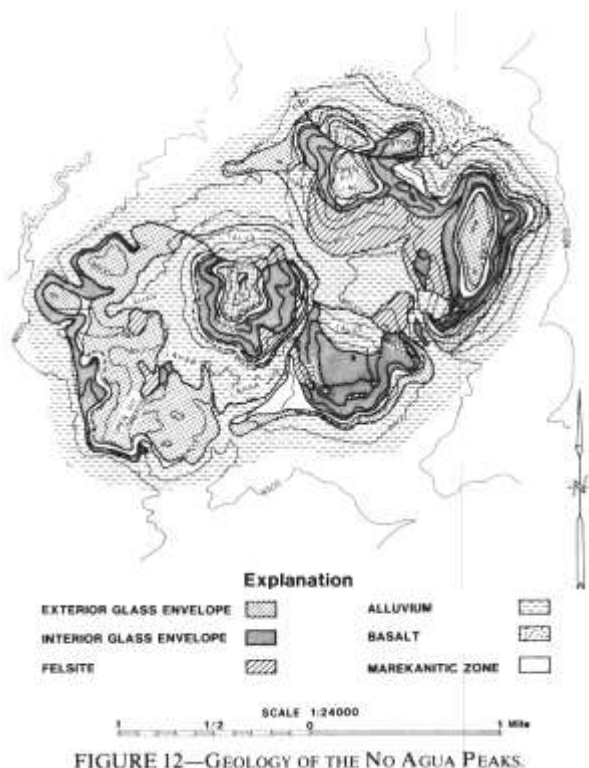 8000
Explanation
EXTERIOR GLASS ENVELOPE
INTERIOR GLASS ENVELOPE
FELSITE
ALLUVIUM
BASALT
MAREKANITIC ZONE
SCALE 1:24000
1 1/2 0 1 Mile
N
FIGURE 12—GEOLOGY OF THE NO AGUA PEAKS.